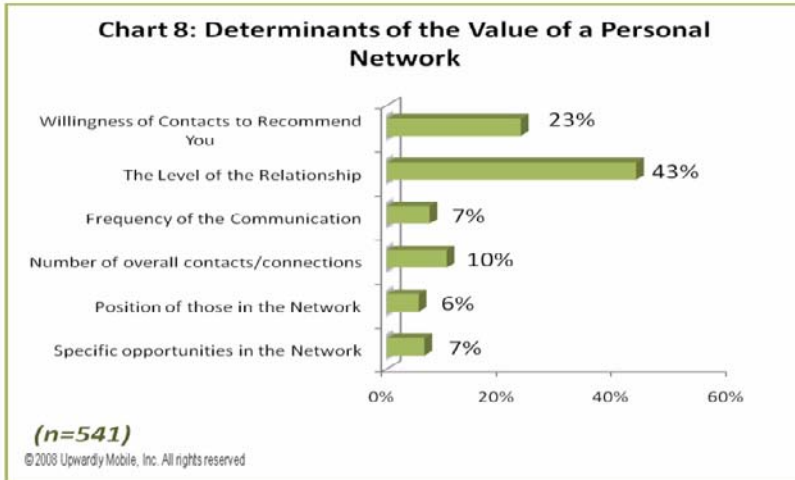 Chart 8: Determinants of the Value of a Personal
Network
Willingness of Contacts to Recommend
You
23%
The Level of the Relationship
43%
Frequency of the Communication
7%
Number of overall contacts/connections
10%
Position of those in the Network
6%
Specific opportunities in the Network
7%
0%
20%
40%
60%
(n=541)
©2008 Upwardly Mobile, Inc. All rights reserved